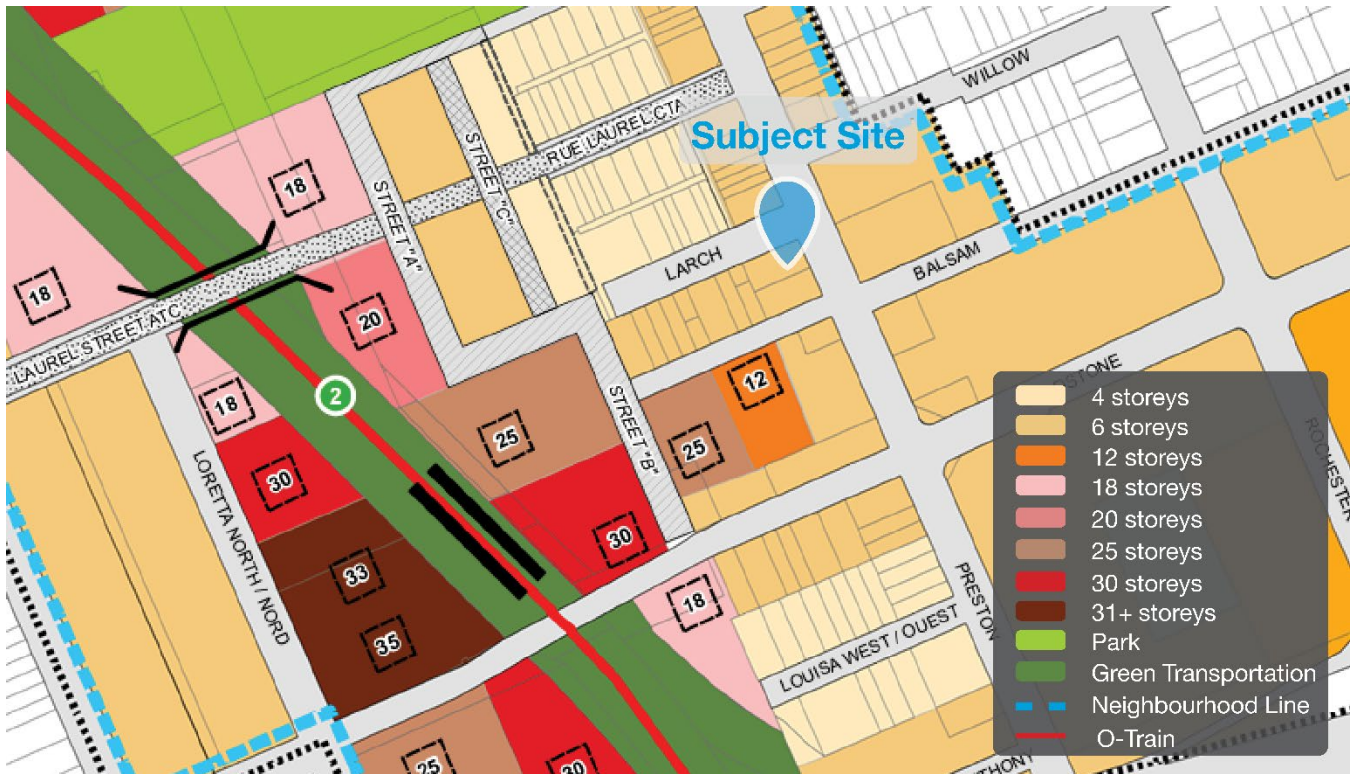 WILLOW
RUE LAUREL CTA
Subject Site
18
STREET "A"
STREET "C"
LARCH
BALSAM
18
20
LAUREL STREET ATC
2
18
12
25
25
STREET "B"
30
LORETTA NORTH / NORD
30
33
18
35
PRESTON
ROCHESTER
LOUISA WEST / OUEST
25
30
4 storeys
6 storeys
12 storeys
18 storeys
20 storeys
25 storeys
30 storeys
31+ storeys
Park
Green Transportation
Neighbourhood Line
O-Train